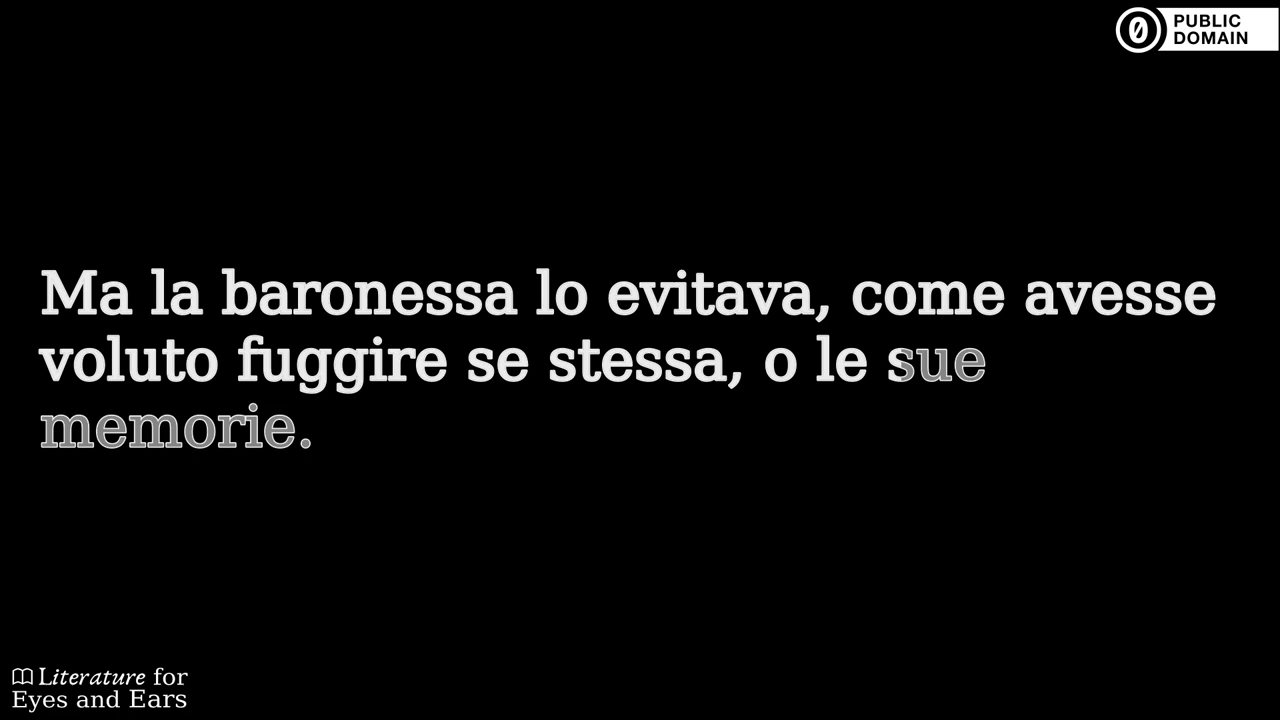 PUBLIC
DOMAIN
Ma la baronessa lo evitava, come avesse
voluto fuggire se stessa, o le sue
memorie.
Literature for
Eyes and Ears